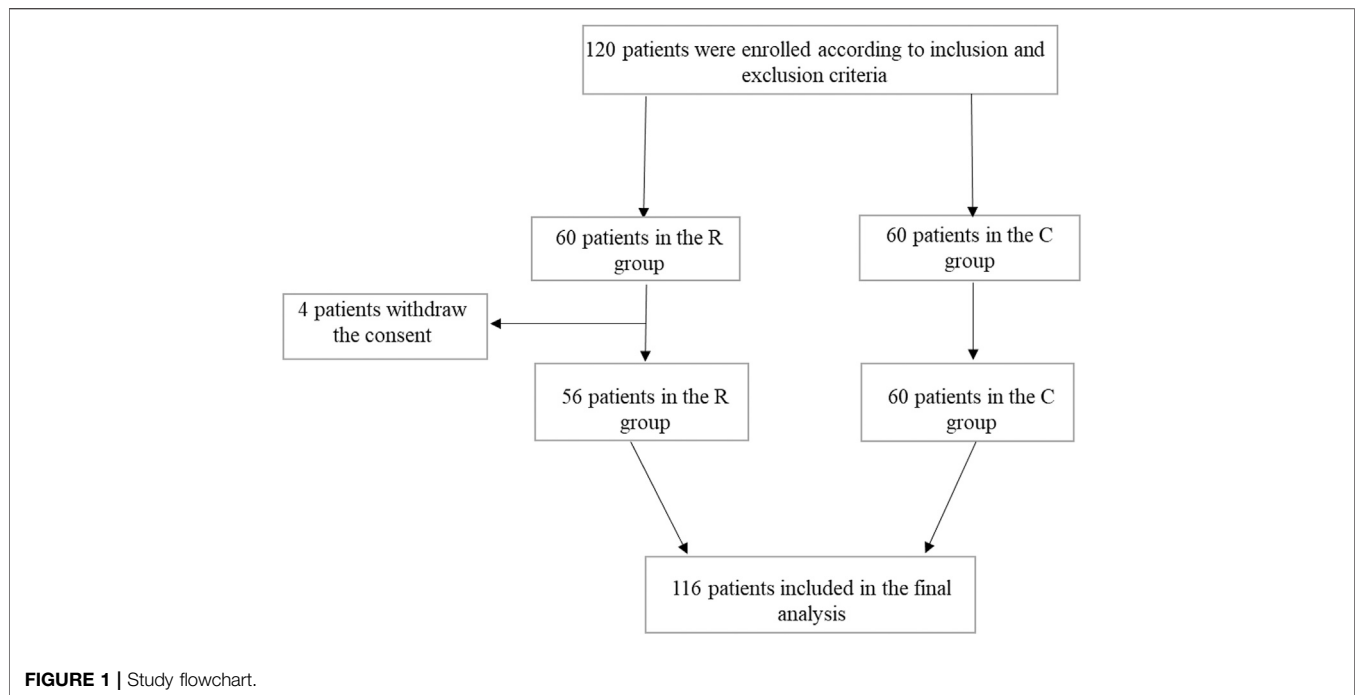 120 patients were enrolled according to inclusion and
exclusion criteria
60 patients in the R
group
60 patients in the C
group
4 patients withdraw
the consent
56 patients in the R
group
60 patients in the C
group
116 patients included in the final
analysis
FIGURE 1 | Study flowchart.